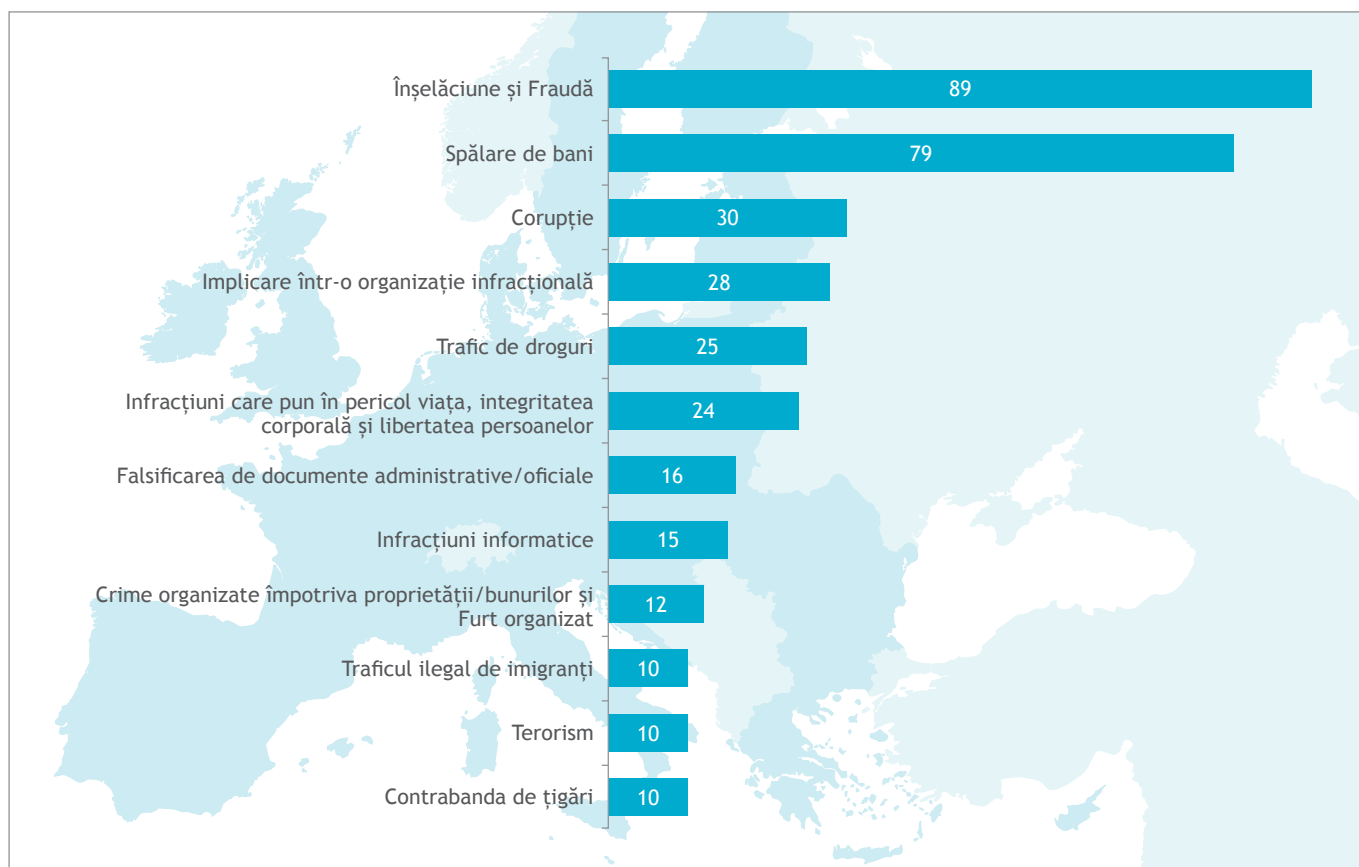 Înșelăciune și Fraudă
89
Spălare de bani
79
Corupție
30
Implicare într-o organizație infracțională
28
Trafic de droguri
25
Infracțiuni care pun în pericol viața, integritatea
corporală și libertatea persoanelor
24
Falsificarea de documente administrative/oficiale
16
Infracțiuni informatice
15
Crime organizate împotriva proprietății/bunurilor și
Furt organizat
12
Traficul ilegal de imigranți
10
Terorism
10
Contrabanda de țigări
10